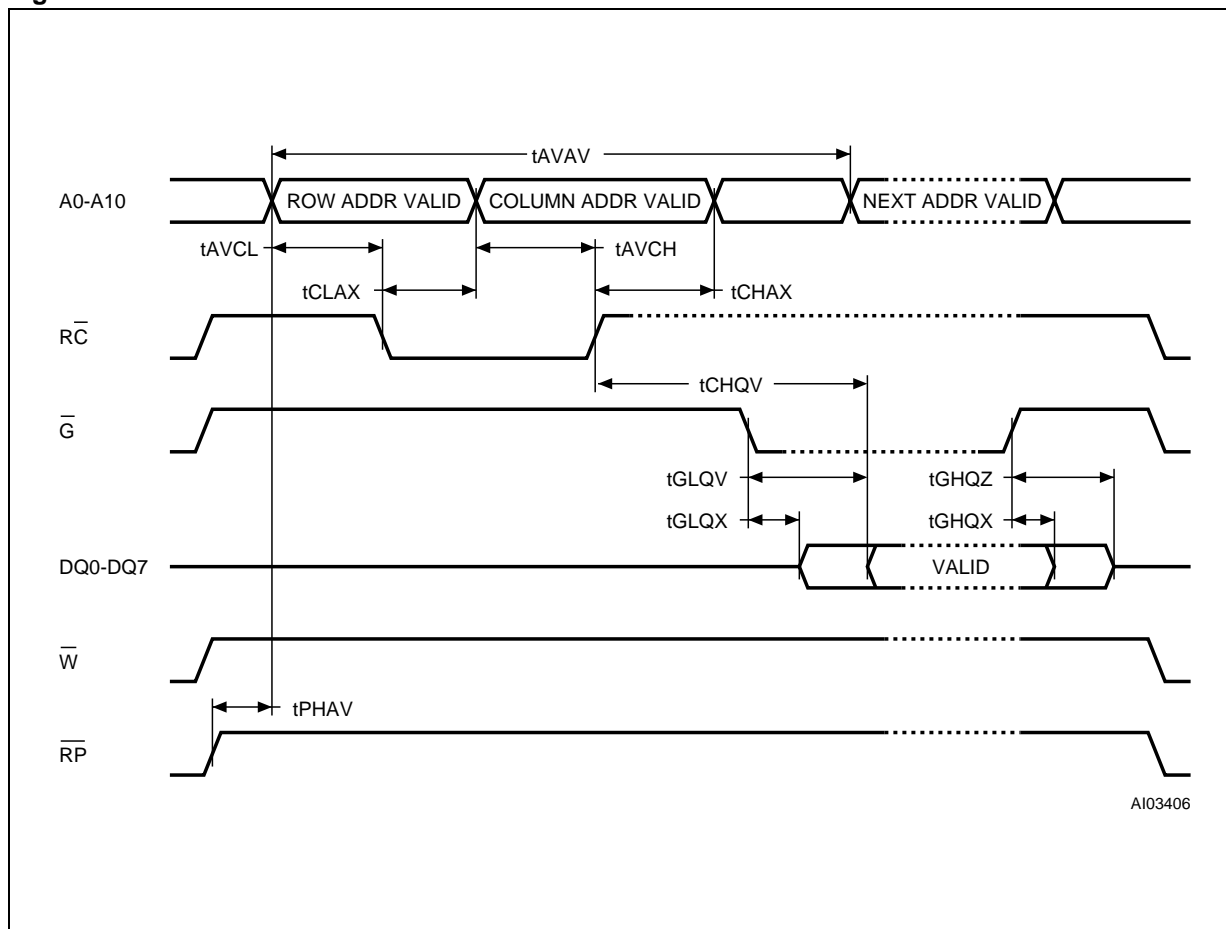 tAVAV
A0-A10
ROW ADDR VALID
COLUMN ADDR VALID
NEXT ADDR VALID
tAVCL
tAVCH
tCLAX
tCHAX
RC̅
tCHQV
G̅
tGLQV
tGHQZ
tGLQX
tGHQX
DQ0-DQ7
VALID
W̅
tPHAV
R̅P̅
AI03406